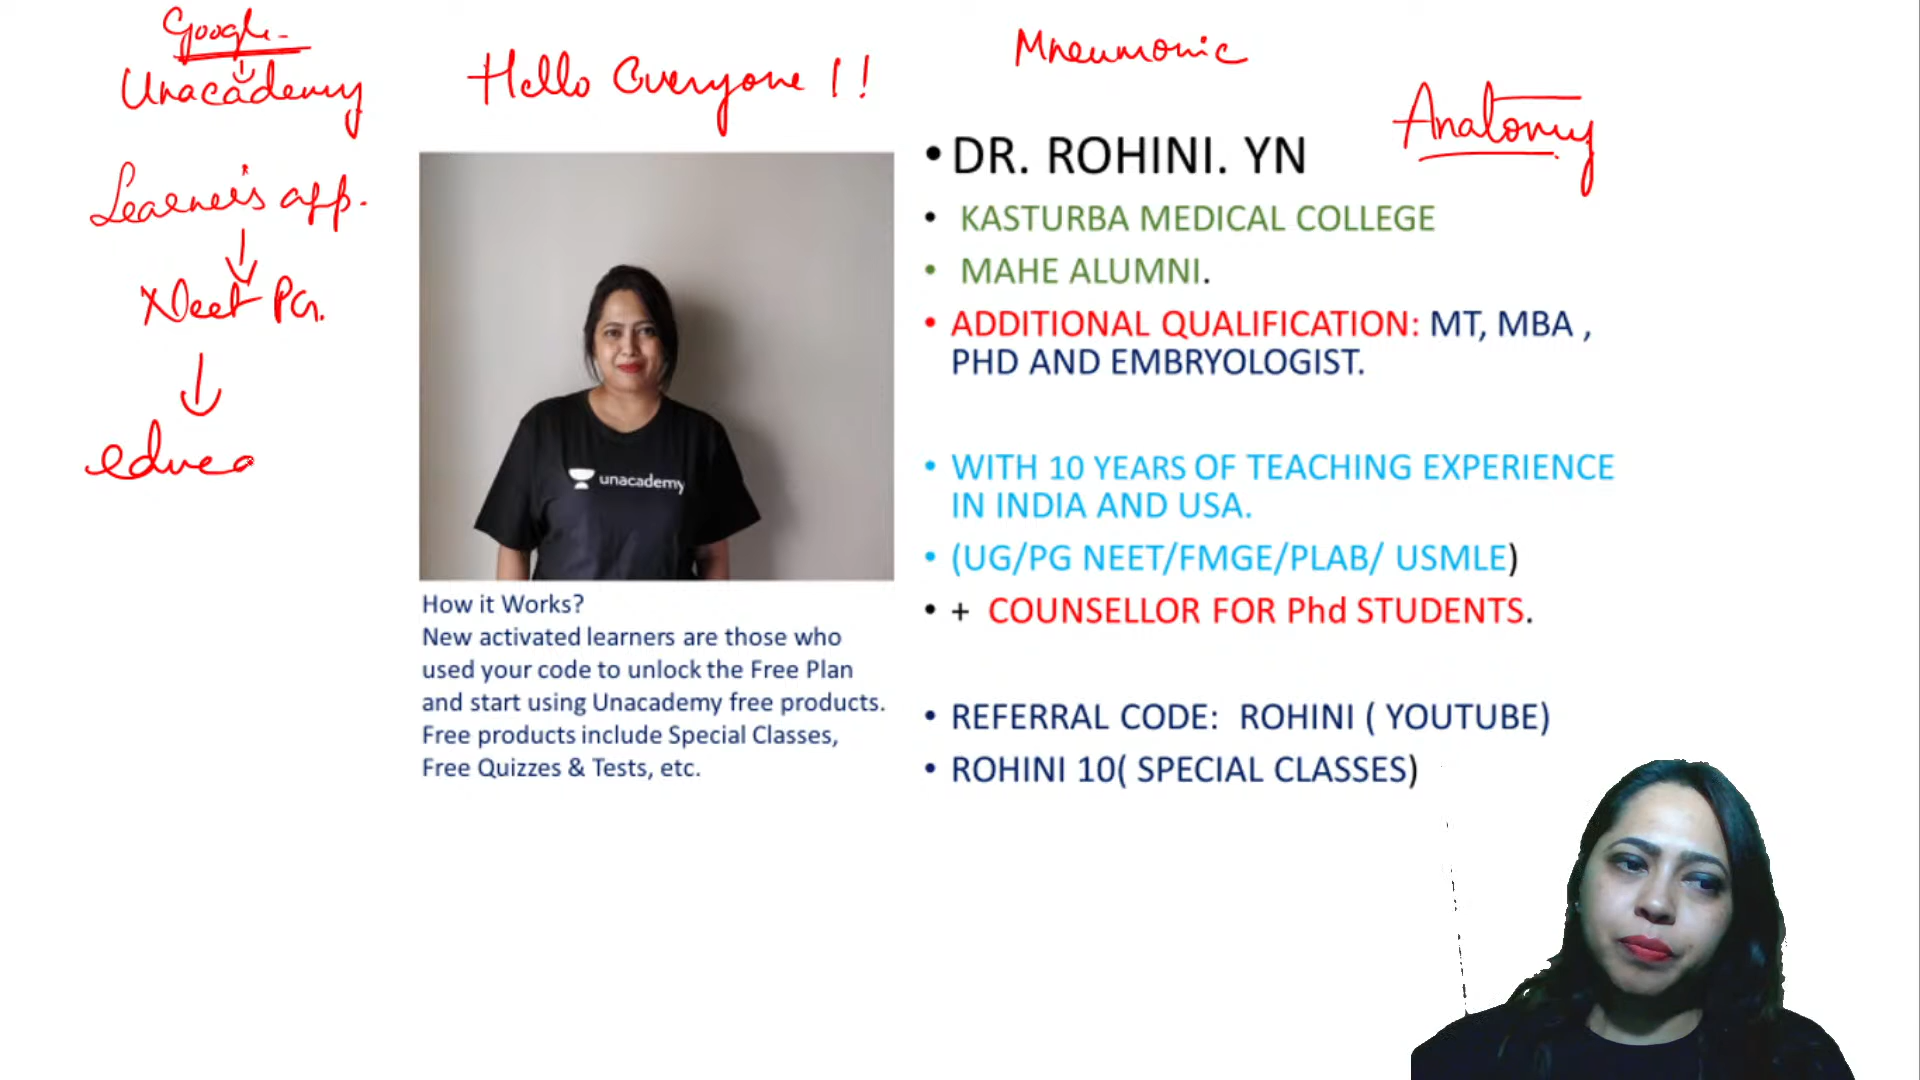 Google
Unacademy
Learner's app.
Neet PG.
educa
Hello Everyone !!
Mneumonic
Anatomy
unacademy
How it Works?
New activated learners are those who
used your code to unlock the Free Plan
and start using Unacademy free products.
Free products include Special Classes,
Free Quizzes & Tests, etc.
• DR. ROHINI. YN
• KASTURBA MEDICAL COLLEGE
• MAHE ALUMNI.
• ADDITIONAL QUALIFICATION: MT, MBA ,
PHD AND EMBRYOLOGIST.
• WITH 10 YEARS OF TEACHING EXPERIENCE
IN INDIA AND USA.
• (UG/PG NEET/FMGE/PLAB/ USMLE)
• + COUNSELLOR FOR Phd STUDENTS.
• REFERRAL CODE: ROHINI ( YOUTUBE)
• ROHINI 10( SPECIAL CLASSES)